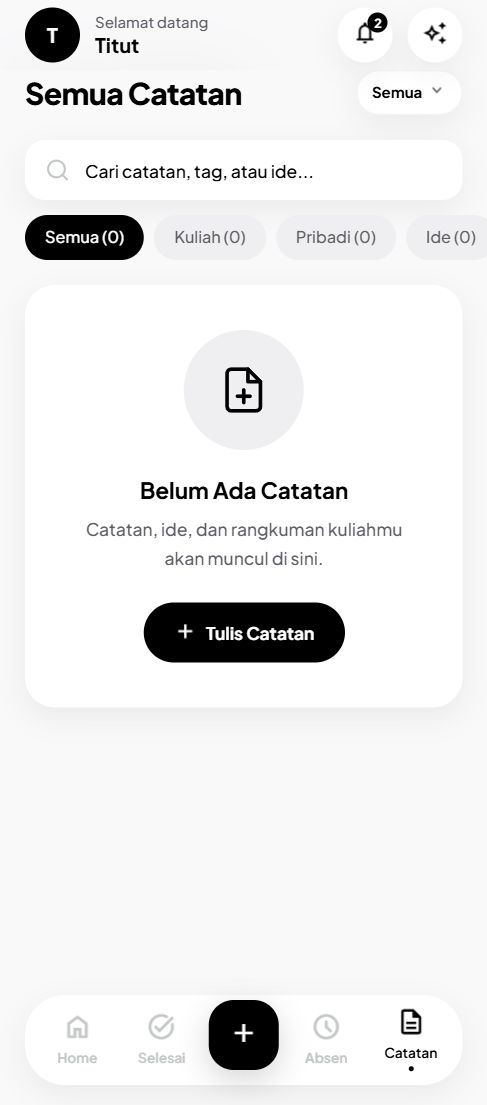 T
Selamat datang
Titut
2
Semua Catatan
Semua
Cari catatan, tag, atau ide...
Semua (0)
Kuliah (0)
Pribadi (0)
Ide (0)
Belum Ada Catatan
Catatan, ide, dan rangkuman kuliahmu
akan muncul di sini.
+ Tulis Catatan
+
Home
Selesai
Absen
Catatan